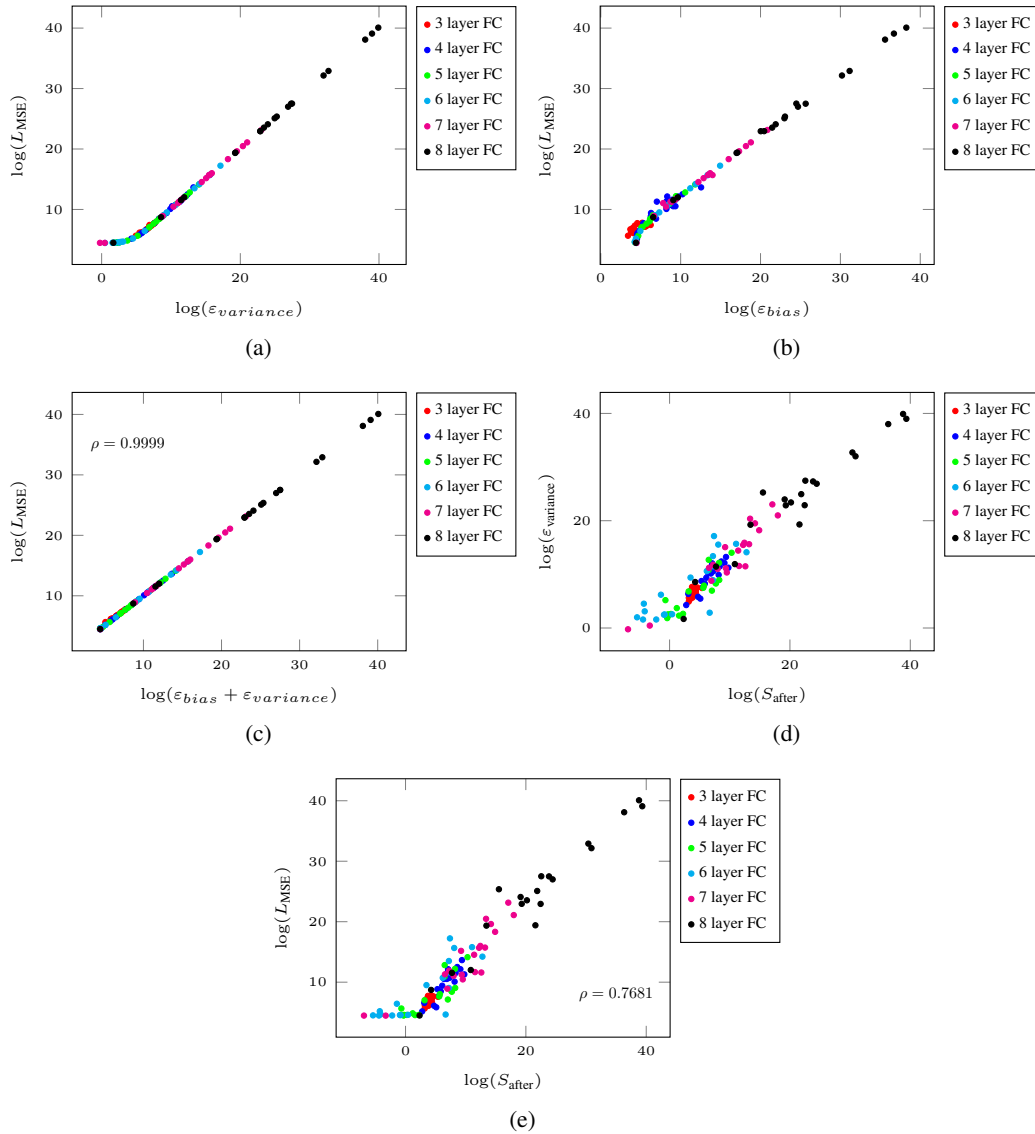 40
30
20
10
log(L_MSE)
0
20
40
log(ε_variance)
3 layer FC
4 layer FC
5 layer FC
6 layer FC
7 layer FC
8 layer FC
(a)
40
30
20
10
log(L_MSE)
0
10
20
30
40
log(ε_bias)
3 layer FC
4 layer FC
5 layer FC
6 layer FC
7 layer FC
8 layer FC
(b)
40
30
20
10
log(L_MSE)
ρ = 0.9999
10
20
30
40
log(ε_bias + ε_variance)
3 layer FC
4 layer FC
5 layer FC
6 layer FC
7 layer FC
8 layer FC
(c)
40
20
0
log(ε_variance)
0
20
40
log(S_after)
3 layer FC
4 layer FC
5 layer FC
6 layer FC
7 layer FC
8 layer FC
(d)
40
30
20
10
log(L_MSE)
ρ = 0.7681
0
20
40
log(S_after)
3 layer FC
4 layer FC
5 layer FC
6 layer FC
7 layer FC
8 layer FC
(e)